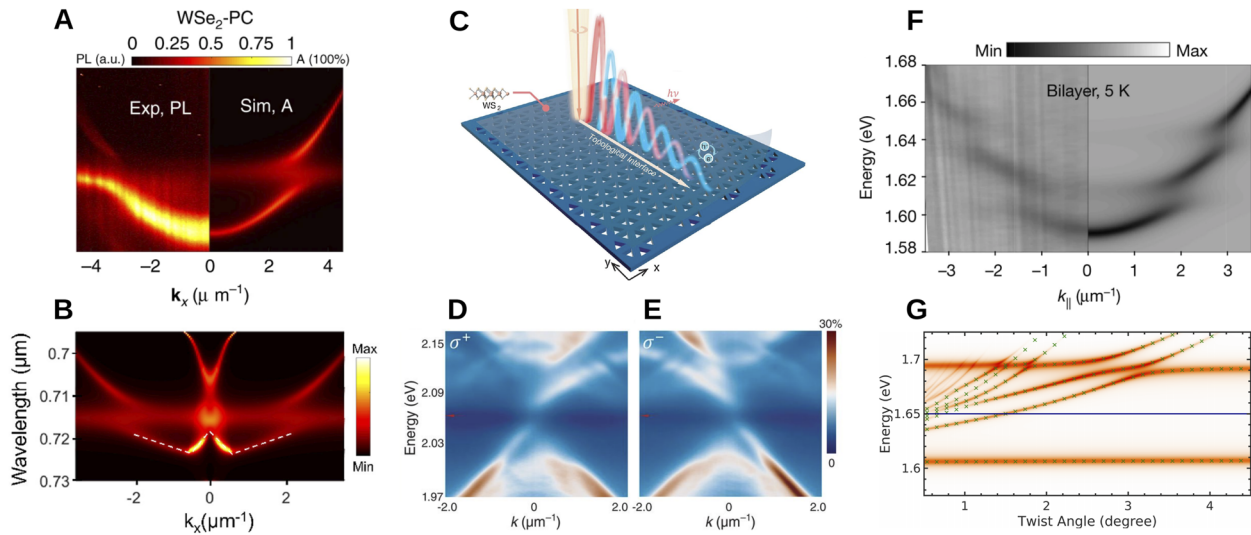 A
WSe₂-PC
0 0.25 0.5 0.75 1
PL (a.u.) A (100%)
Exp, PL Sim, A
-4 -2 0 2 4
kₓ (μ m⁻¹)
B
Wavelength (μm)
0.7
0.71
0.72
0.73
Max
Min
-2 0 2
kₓ(μm⁻¹)
C
WS₂
hν
Topological Interface
y x
D
σ⁺
Energy (eV)
2.15
2.09
2.03
1.97
-2.0 0 2.0
k (μm⁻¹)
E
σ⁻
30%
0
-2.0 0 2.0
k (μm⁻¹)
F
Min Max
Bilayer, 5 K
Energy (eV)
1.68
1.66
1.64
1.62
1.60
1.58
-3 -2 -1 0 1 2 3
k∥ (μm⁻¹)
G
Energy (eV)
1.7
1.65
1.6
1 2 3 4
Twist Angle (degree)